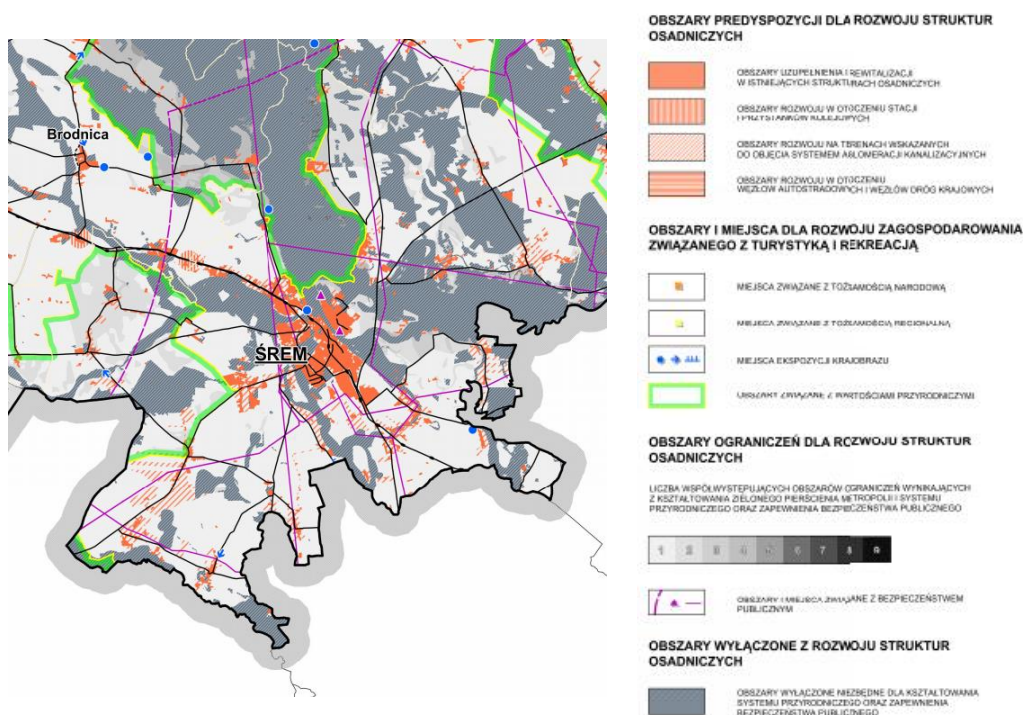 Brodnica
ŚREM
OBSZARY PREDYSPOZYCJI DLA ROZWOJU STRUKTUR
OSADNICZYCH
OBSZARY UZUPEŁNIENIA I REWITALIZACJI
W ISTNIEJĄCYCH STRUKTURACH OSADNICZYCH
OBSZARY ROZWOJU W OTOCZENIU STACJI
I PRZYSTANKÓW KOLEJOWYCH
OBSZARY ROZWOJU NA TERENACH WSKAZANYCH
DO OBJĘCIA SYSTEMEM AGLOMERACJI KANALIZACYJNYCH
OBSZARY ROZWOJU W OTOCZENIU
WĘZŁÓW AUTOSTRADOWYCH I WĘZŁÓW DRÓG KRAJOWYCH
OBSZARY I MIEJSCA DLA ROZWOJU ZAGOSPODAROWANIA
ZWIĄZANEGO Z TURYSTYKĄ I REKREACJĄ
MIEJSCA ZWIĄZANE Z TOŻSAMOŚCIĄ NARODOWĄ
MIEJSCA ZWIĄZANE Z TOŻSAMOŚCIĄ REGIONALNĄ
MIEJSCA EKSPOZYCJI KRAJOBRAZU
OBSZARY ZWIĄZANE Z WARTOŚCIAMI PRZYRODNICZYMI
OBSZARY OGRANICZEŃ DLA ROZWOJU STRUKTUR
OSADNICZYCH
LICZBA WSPÓŁWYSTĘPUJĄCYCH OBSZARÓW OGRANICZEŃ WYNIKAJĄCYCH
Z KSZTAŁTOWANIA ZIELONEGO PIERŚCIENIA METROPOLII I SYSTEMU
PRZYRODNICZEGO ORAZ ZAPEWNIENIA BEZPIECZEŃSTWA PUBLICZNEGO
1 2 3 4 5 6 7 8 9
OBSZARY I MIEJSCA ZWIĄZANE Z BEZPIECZEŃSTWEM
PUBLICZNYM
OBSZARY WYŁĄCZONE Z ROZWOJU STRUKTUR
OSADNICZYCH
OBSZARY WYŁĄCZONE NIEZBĘDNE DLA KSZTAŁTOWANIA
SYSTEMU PRZYRODNICZEGO ORAZ ZAPEWNIENIA
BEZPIECZEŃSTWA PUBLICZNEGO